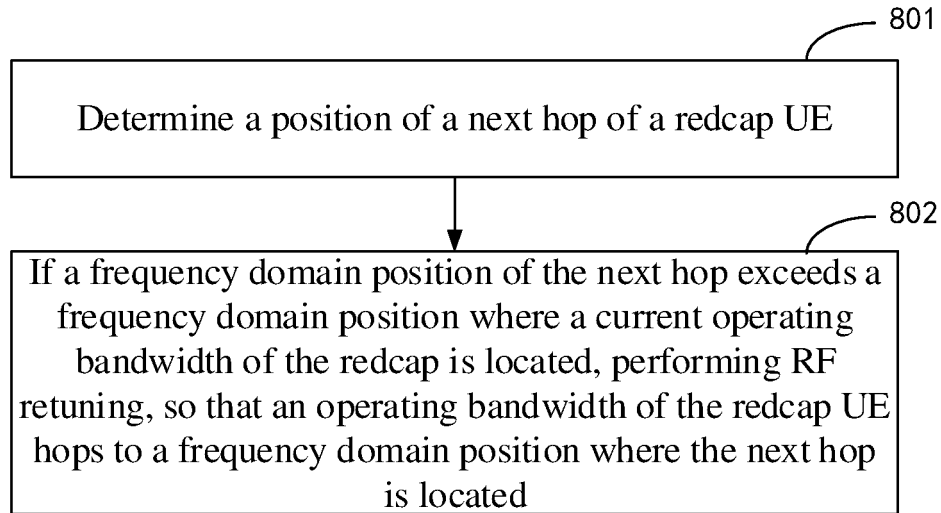 801
Determine a position of a next hop of a redcap UE
802
If a frequency domain position of the next hop exceeds a
frequency domain position where a current operating
bandwidth of the redcap is located, performing RF
retuning, so that an operating bandwidth of the redcap UE
hops to a frequency domain position where the next hop
is located